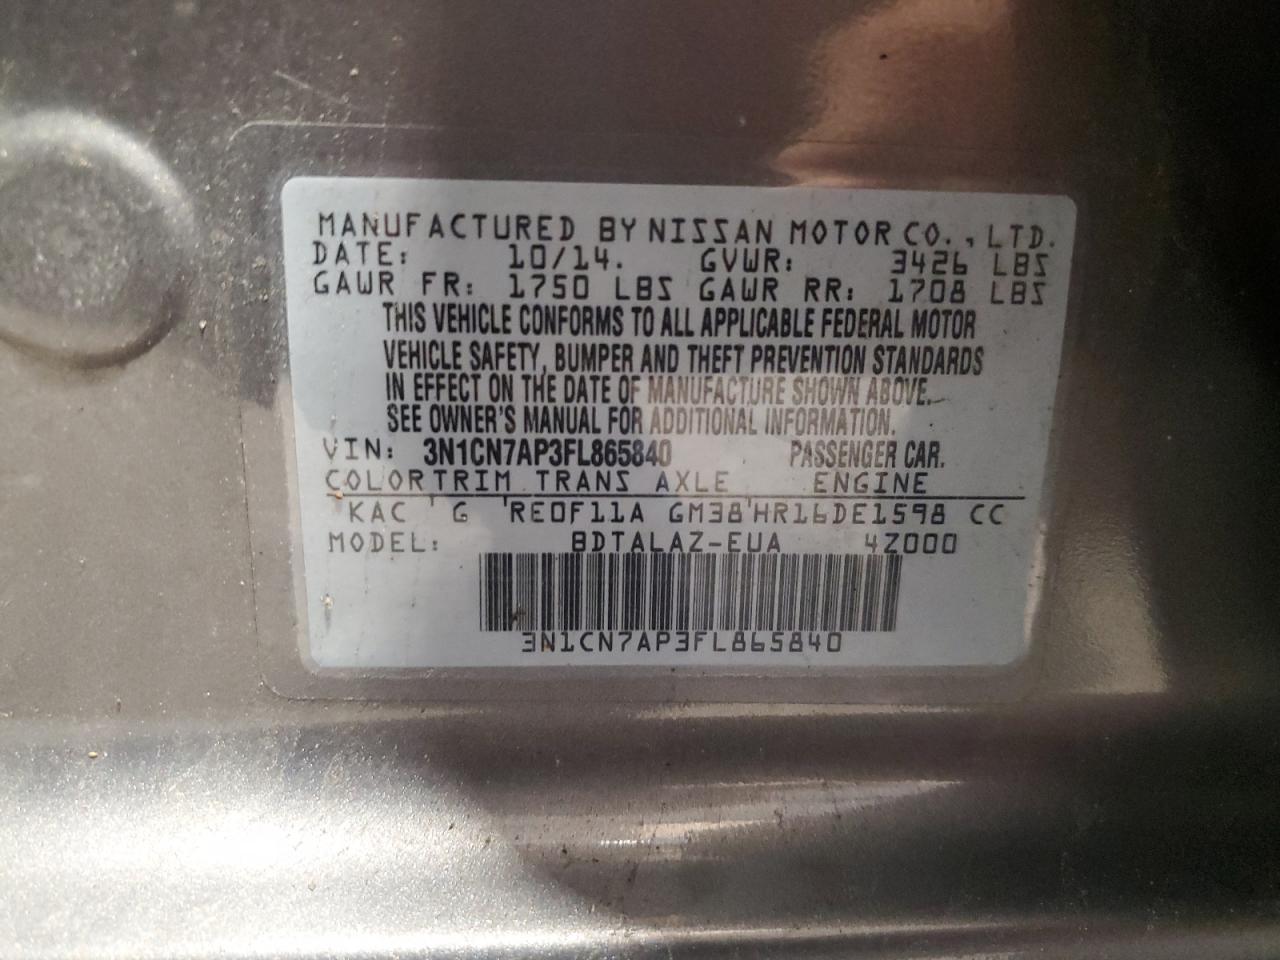 MANUFACTURED BY NISSAN MOTOR CO., LTD.
DATE: 10/14. GVWR: 3426 LBS
GAWR FR: 1750 LBS GAWR RR: 1708 LBS
THIS VEHICLE CONFORMS TO ALL APPLICABLE FEDERAL MOTOR
VEHICLE SAFETY, BUMPER AND THEFT PREVENTION STANDARDS
IN EFFECT ON THE DATE OF MANUFACTURE SHOWN ABOVE.
SEE OWNER'S MANUAL FOR ADDITIONAL INFORMATION.
VIN: 3N1CN7AP3FL865840 PASSENGER CAR.
COLOR TRIM TRANS AXLE ENGINE
KAC ' G 'RE0F11A GM38'HR16DE1598 CC
MODEL: BDTALAZ-EUA 4Z000
3N1CN7AP3FL865840